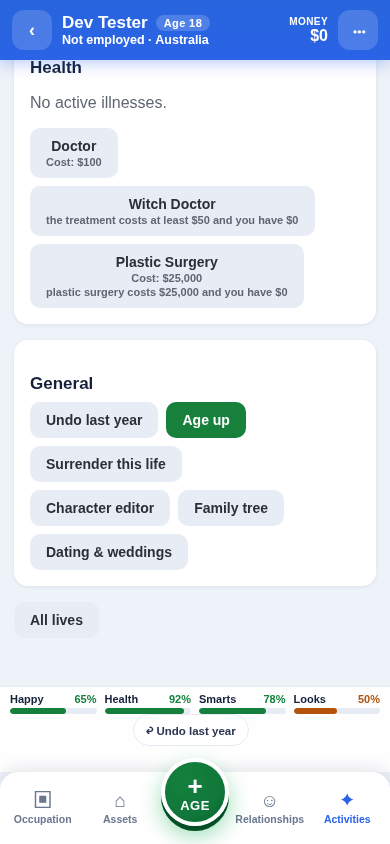 ‹
Dev Tester Age 18
Not employed · Australia
MONEY
$0
•••
Health
No active illnesses.
Doctor
Cost: $100
Witch Doctor
the treatment costs at least $50 and you have $0
Plastic Surgery
Cost: $25,000
plastic surgery costs $25,000 and you have $0
General
Undo last year
Age up
Surrender this life
Character editor
Family tree
Dating & weddings
All lives
Happy 65%
Health 92%
Smarts 78%
Looks 50%
Undo last year
+
AGE
Occupation
Assets
Relationships
Activities